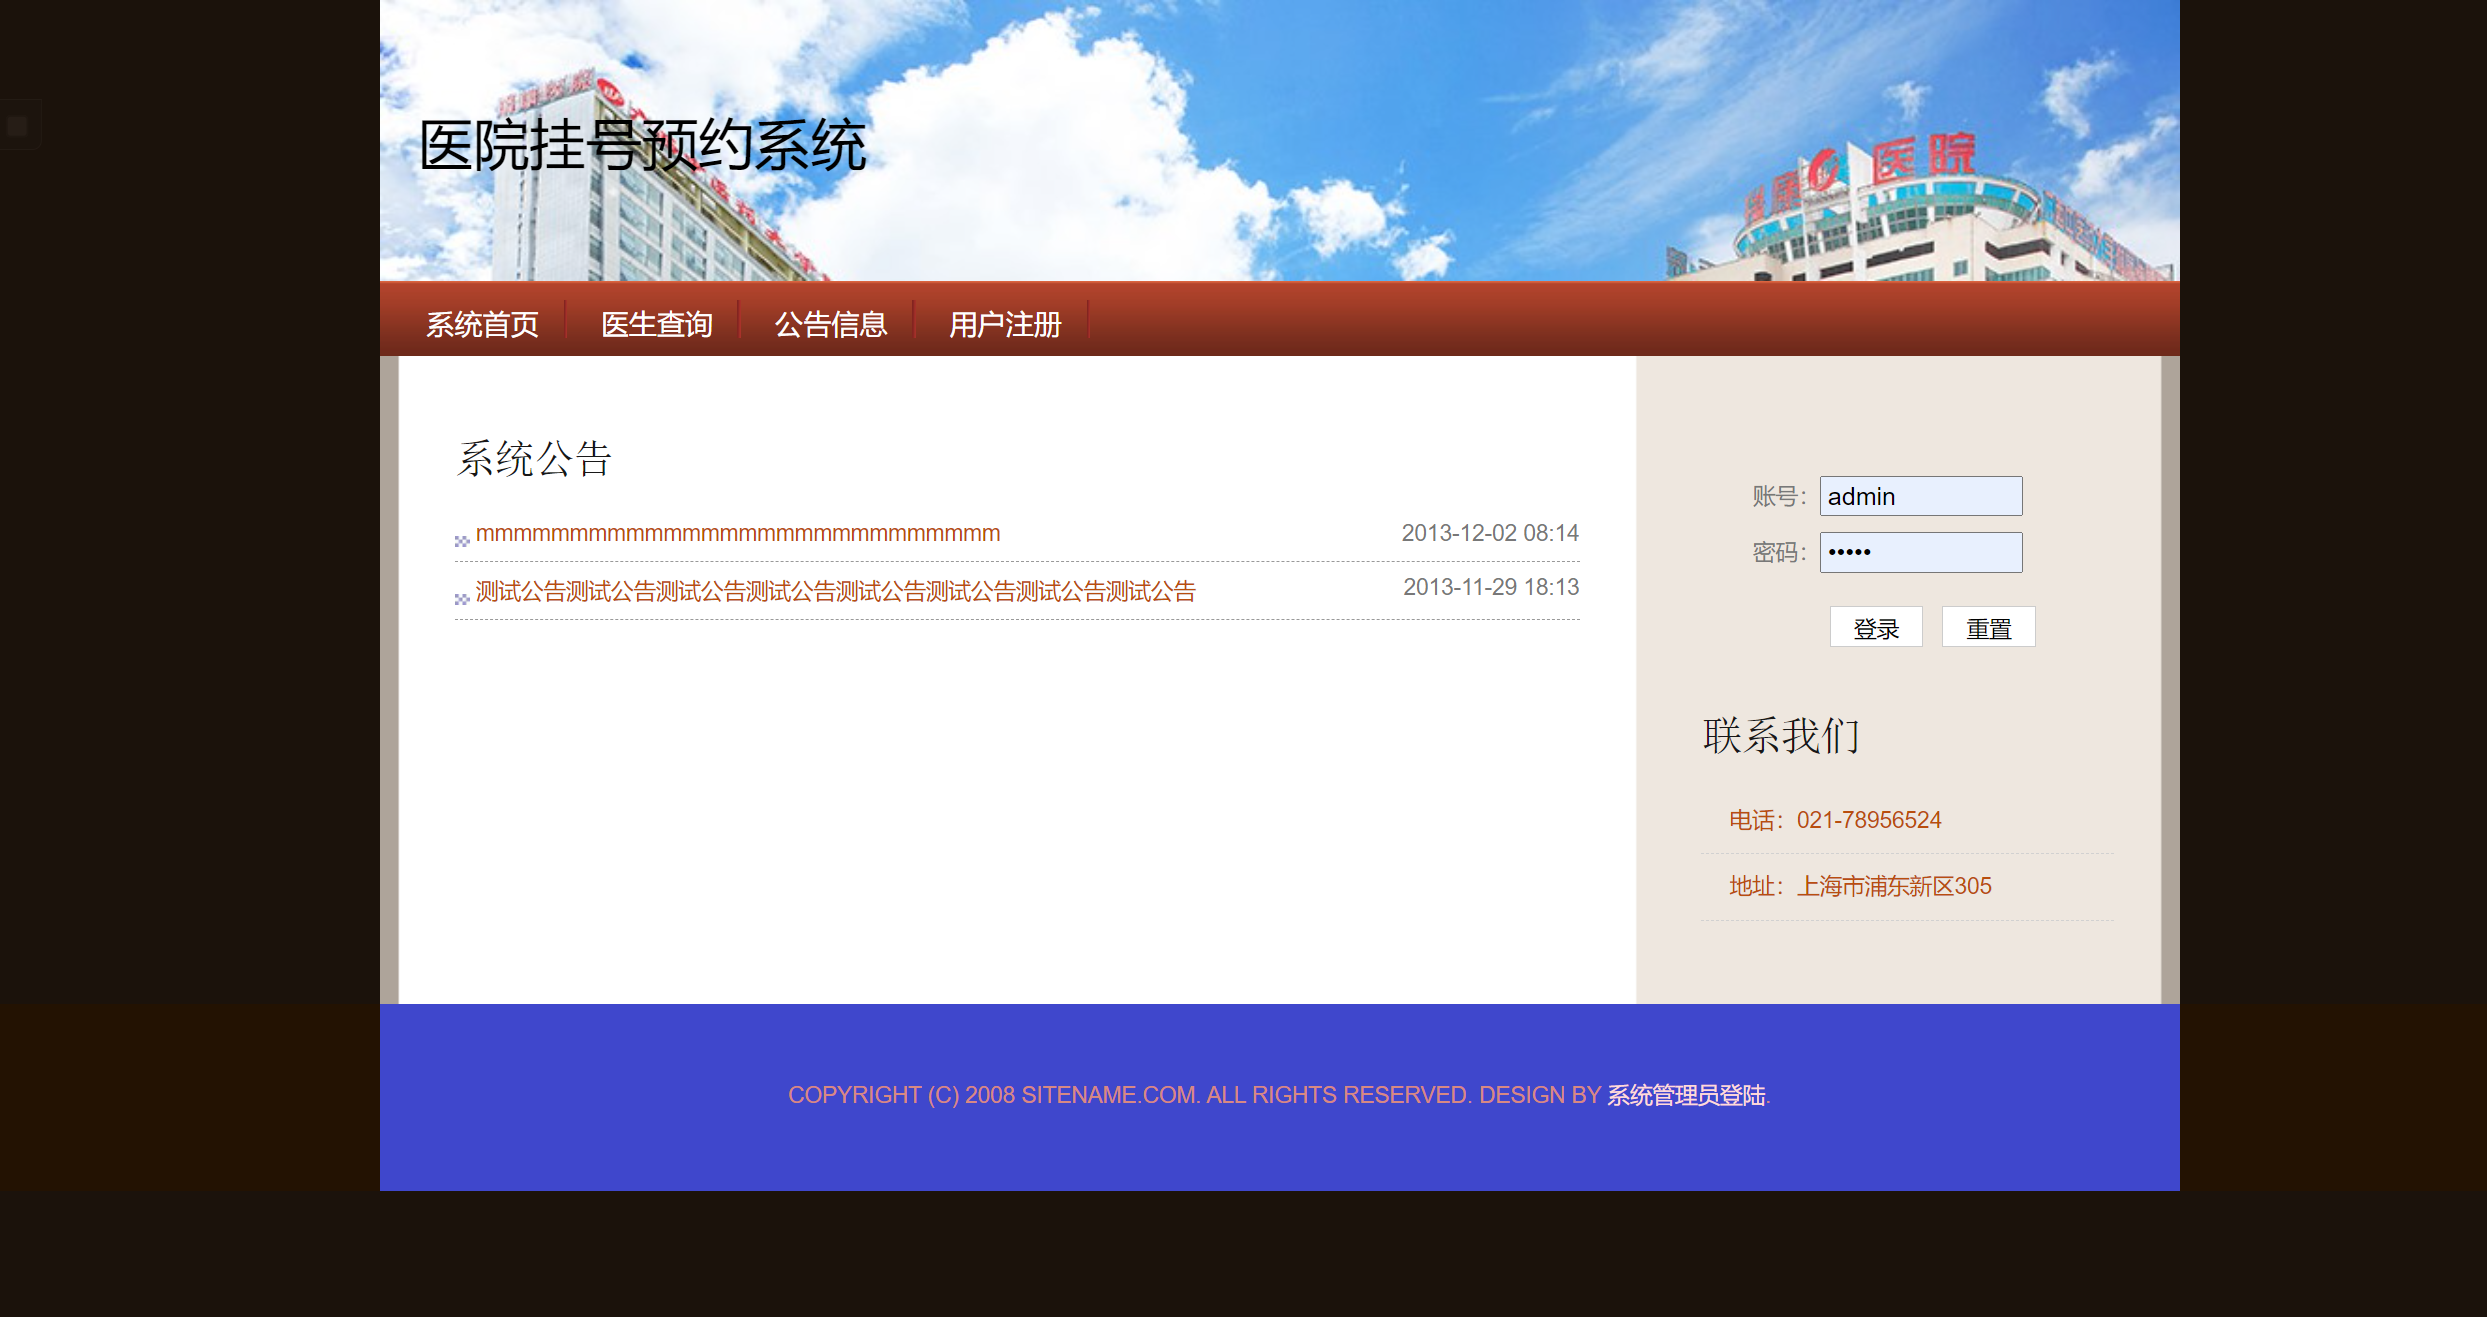 医院挂号预约系统
医院
系统首页 医生查询 公告信息 用户注册
系统公告
mmmmmmmmmmmmmmmmmmmmmmmmmmmm 2013-12-02 08:14
测试公告测试公告测试公告测试公告测试公告测试公告测试公告测试公告 2013-11-29 18:13
账号： admin
密码： •••••
登录 重置
联系我们
电话：021-78956524
地址：上海市浦东新区305
COPYRIGHT (C) 2008 SITENAME.COM. ALL RIGHTS RESERVED. DESIGN BY 系统管理员登陆.